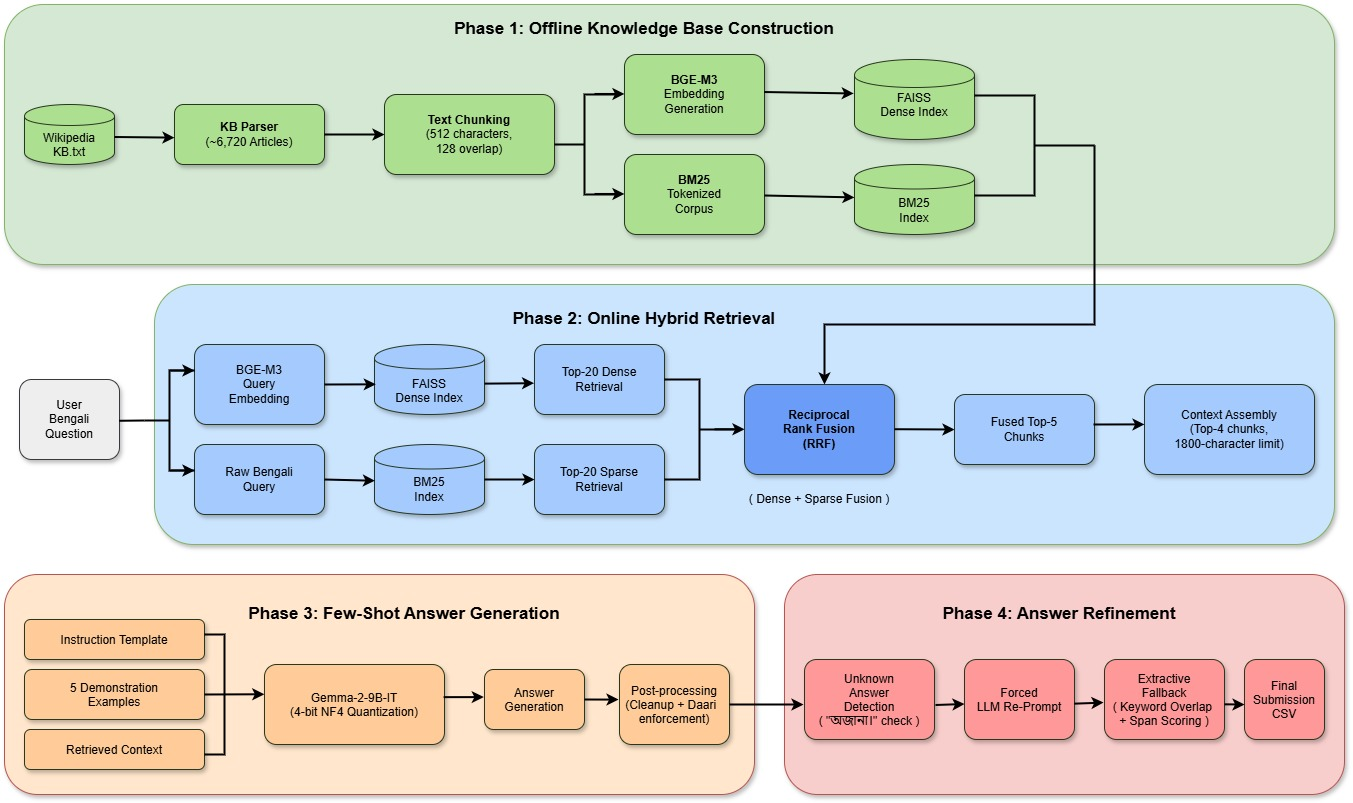 Phase 1: Offline Knowledge Base Construction
Wikipedia
KB.txt
KB Parser
(~6,720 Articles)
Text Chunking
(512 characters,
128 overlap)
BGE-M3
Embedding
Generation
FAISS
Dense Index
BM25
Tokenized
Corpus
BM25
Index
Phase 2: Online Hybrid Retrieval
User
Bengali
Question
BGE-M3
Query
Embedding
FAISS
Dense Index
Top-20 Dense
Retrieval
Raw Bengali
Query
BM25
Index
Top-20 Sparse
Retrieval
Reciprocal
Rank Fusion
(RRF)
( Dense + Sparse Fusion )
Fused Top-5
Chunks
Context Assembly
(Top-4 chunks,
1800-character limit)
Phase 3: Few-Shot Answer Generation
Instruction Template
5 Demonstration
Examples
Retrieved Context
Gemma-2-9B-IT
(4-bit NF4 Quantization)
Answer
Generation
Post-processing
(Cleanup + Daari
enforcement)
Phase 4: Answer Refinement
Unknown
Answer
Detection
( "অজানা।" check )
Forced
LLM Re-Prompt
Extractive
Fallback
( Keyword Overlap
+ Span Scoring )
Final
Submission
CSV